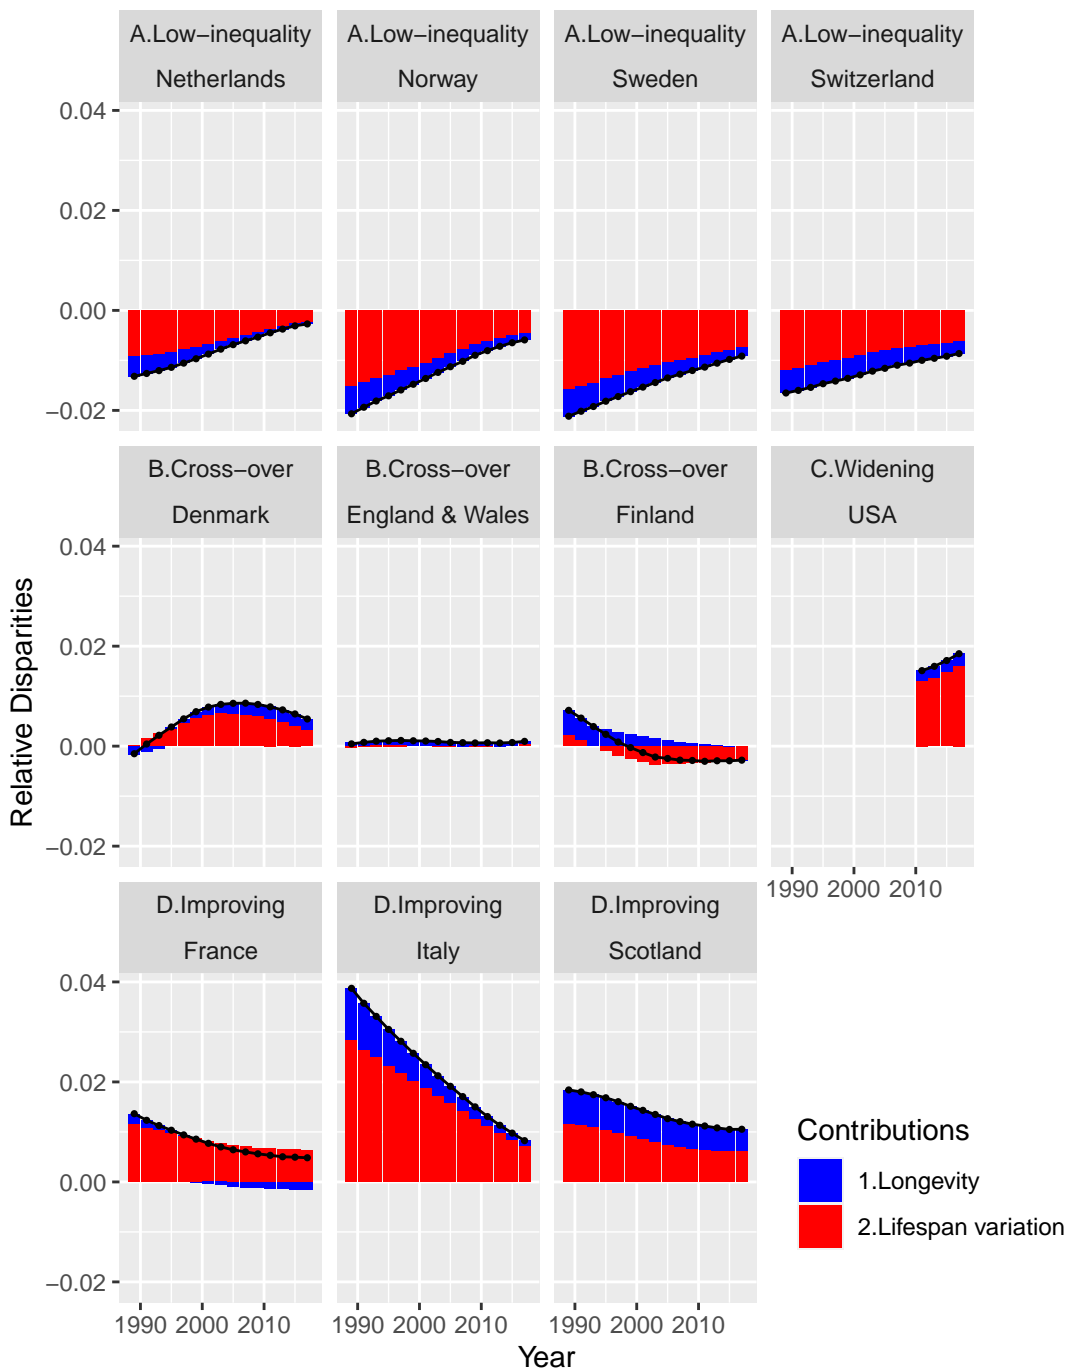 A.Low−inequality A.Low−inequality A.Low−inequality A.Low−inequality
Netherlands Norway Sweden Switzerland
0.04
0.02
0.00
−0.02
B.Cross−over B.Cross−over B.Cross−over C.Widening
Denmark England & Wales Finland USA
0.04
0.02
0.00
−0.02
1990 2000 2010
D.Improving D.Improving D.Improving
France Italy Scotland
0.04
0.02
0.00
−0.02
1990 2000 2010 1990 2000 2010 1990 2000 2010
Year
Relative Disparities
Contributions
1.Longevity
2.Lifespan variation